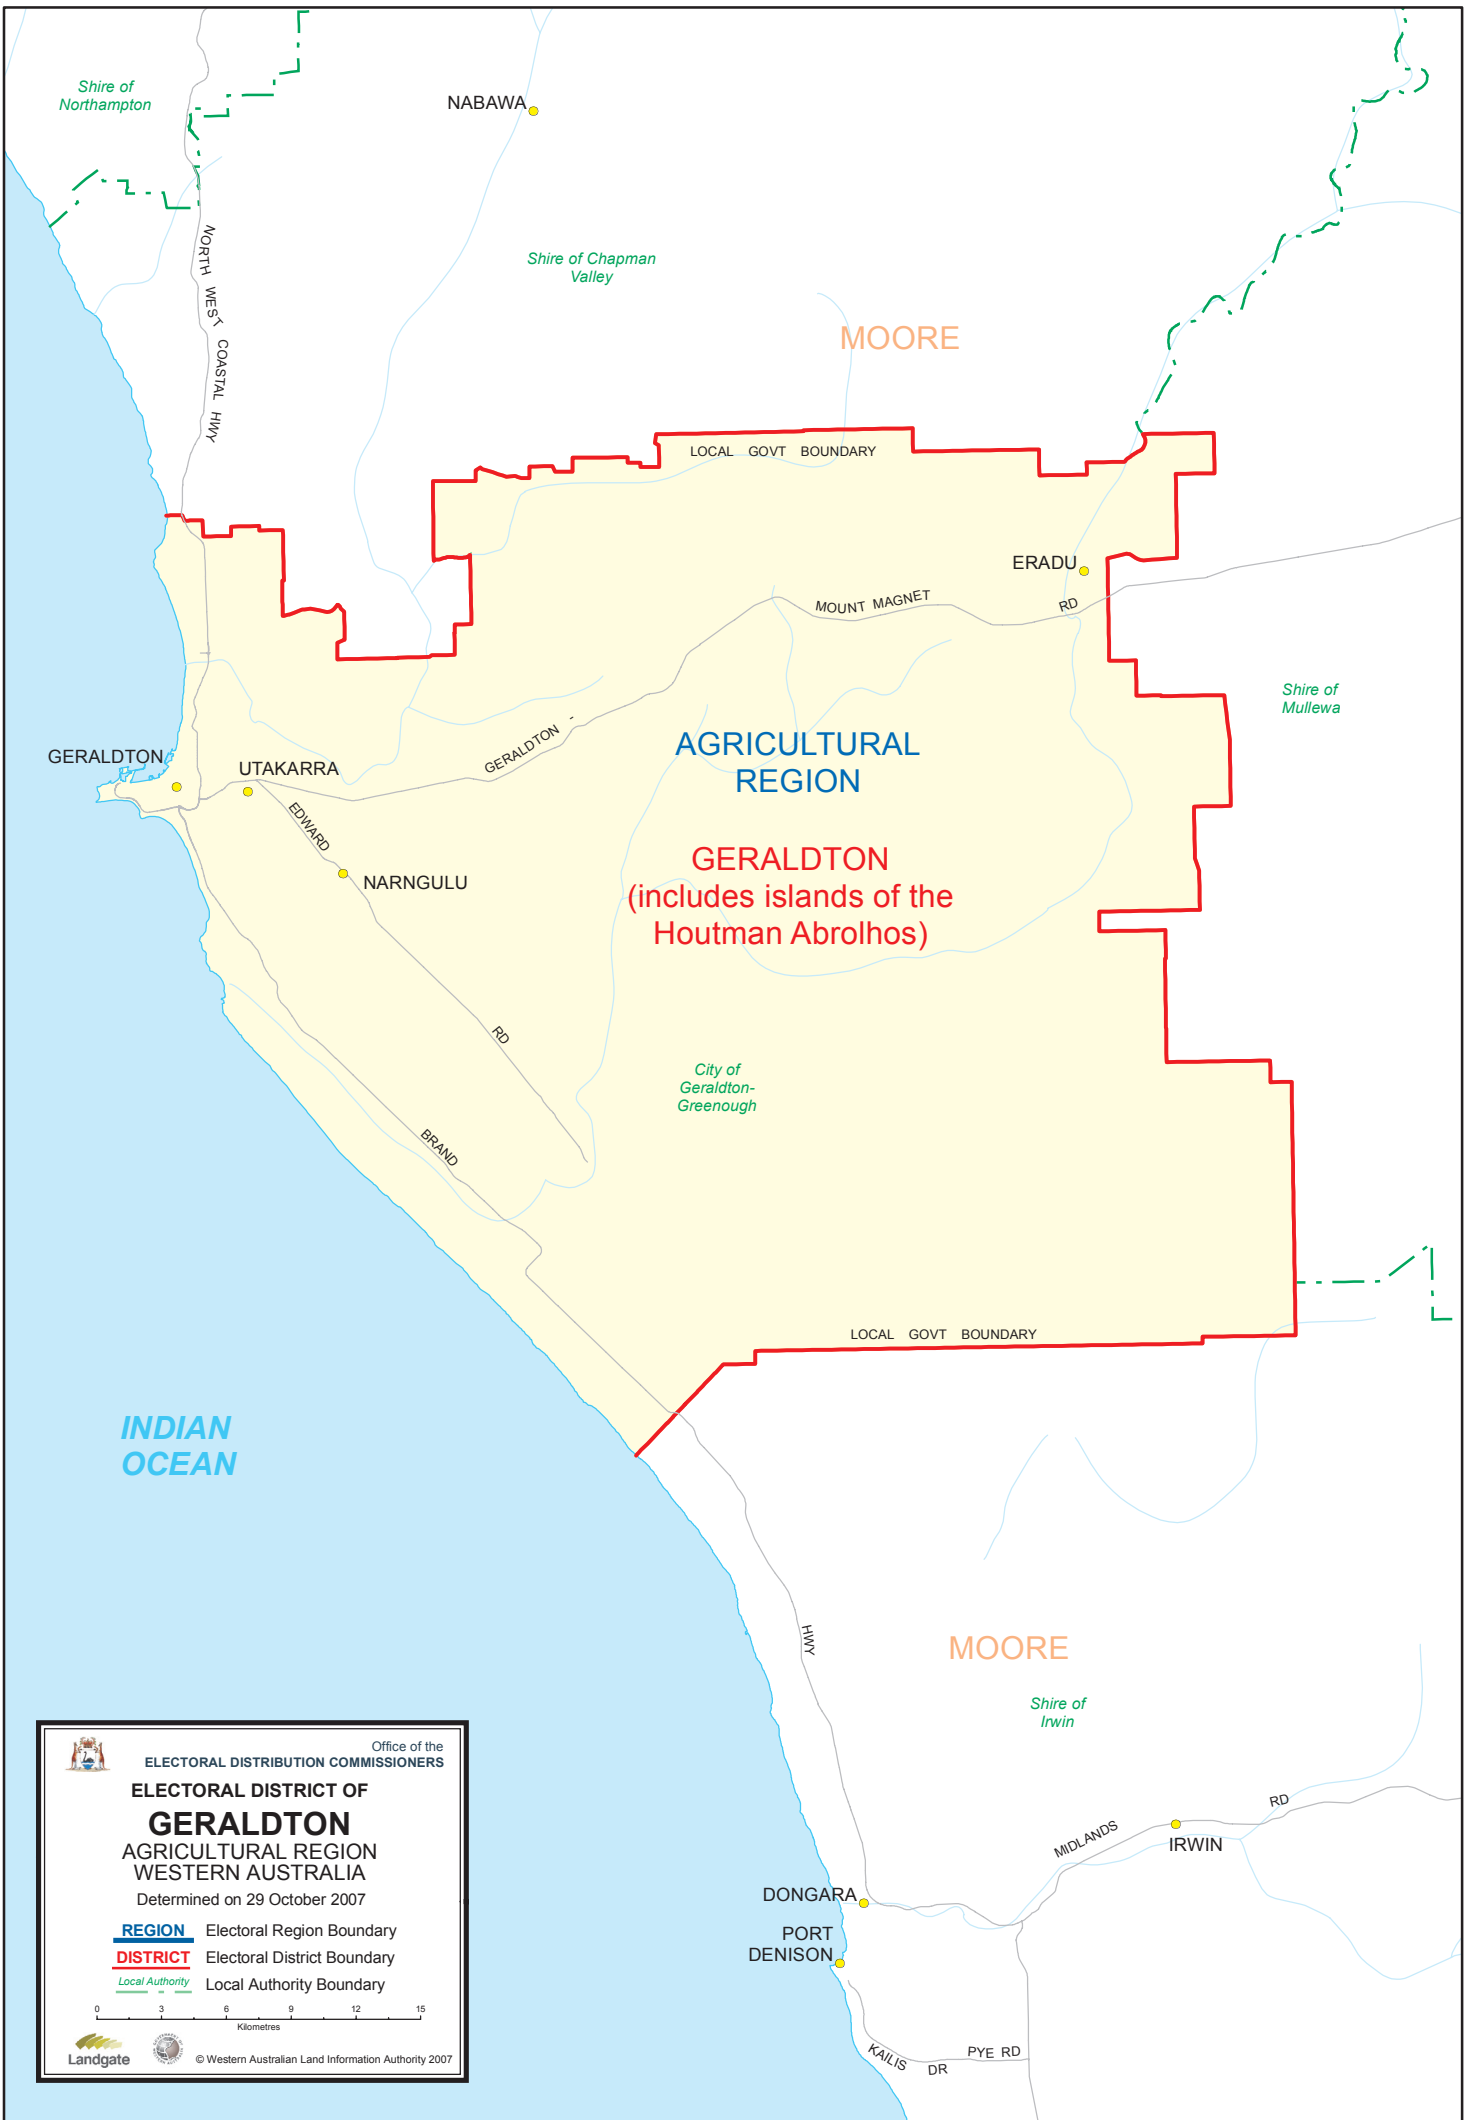 Shire of
Northampton
NABAWA
NORTH WEST COASTAL HWY
Shire of Chapman
Valley
MOORE
LOCAL GOVT BOUNDARY
ERADU
MOUNT MAGNET
RD
Shire of
Mullewa
GERALDTON
UTAKARRA
GERALDTON -
AGRICULTURAL
REGION
EDWARD
NARNGULU
GERALDTON
(includes islands of the
Houtman Abrolhos)
RD
City of
Geraldton-
Greenough
BRAND
LOCAL GOVT BOUNDARY
INDIAN
OCEAN
HWY
MOORE
Shire of
Irwin
MIDLANDS
RD
IRWIN
DONGARA
PORT
DENISON
KAILIS
DR
PYE RD
Office of the
ELECTORAL DISTRIBUTION COMMISSIONERS
ELECTORAL DISTRICT OF
GERALDTON
AGRICULTURAL REGION
WESTERN AUSTRALIA
Determined on 29 October 2007
REGION Electoral Region Boundary
DISTRICT Electoral District Boundary
Local Authority Local Authority Boundary
0 3 6 9 12 15
Kilometres
Landgate
© Western Australian Land Information Authority 2007